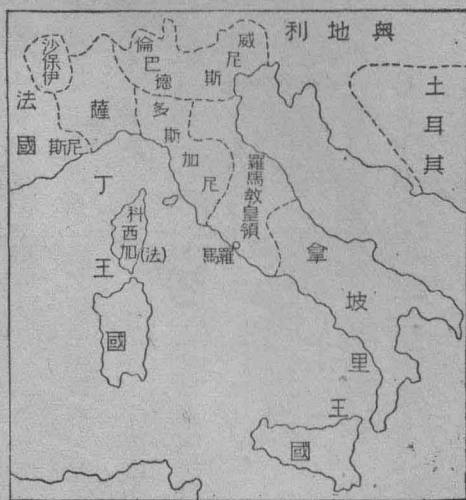 奧地利
土耳其
威尼斯
倫巴德
沙保伊
法國
尼斯
薩丁王國
多斯加尼
羅馬教皇領
羅馬
科西加(法)
拿坡里王國